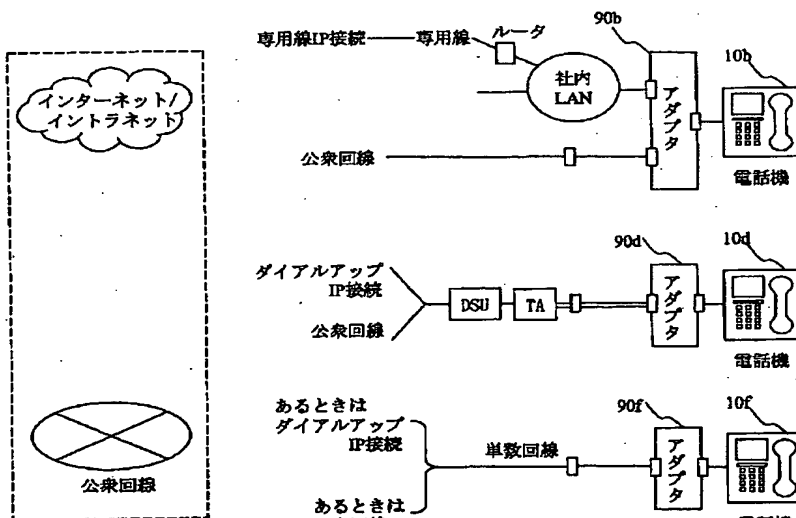 インターネット/
イントラネット
公衆回線
90b
専用線IP接続
専用線
ルータ
社内
LAN
アダプタ
10b
電話機
公衆回線
90d
10d
ダイアルアップ
IP接続
公衆回線
DSU
TA
アダプタ
電話機
90f
10f
あるときは
ダイアルアップ
IP接続
単数回線
アダプタ
あるときは